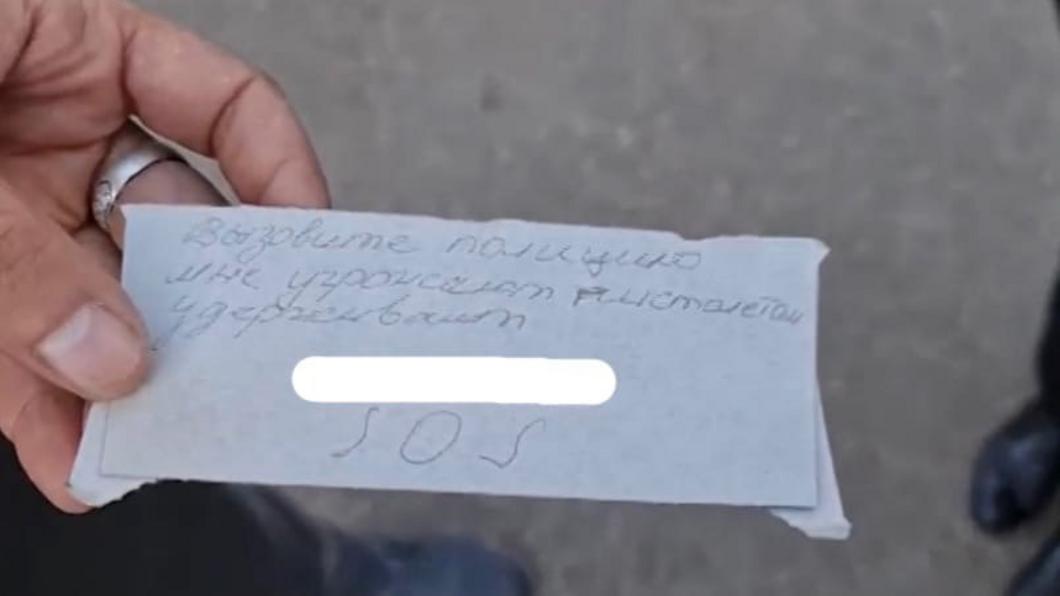 Вызовите полицию
мне угрожают пистолетом
удерживают
SOS